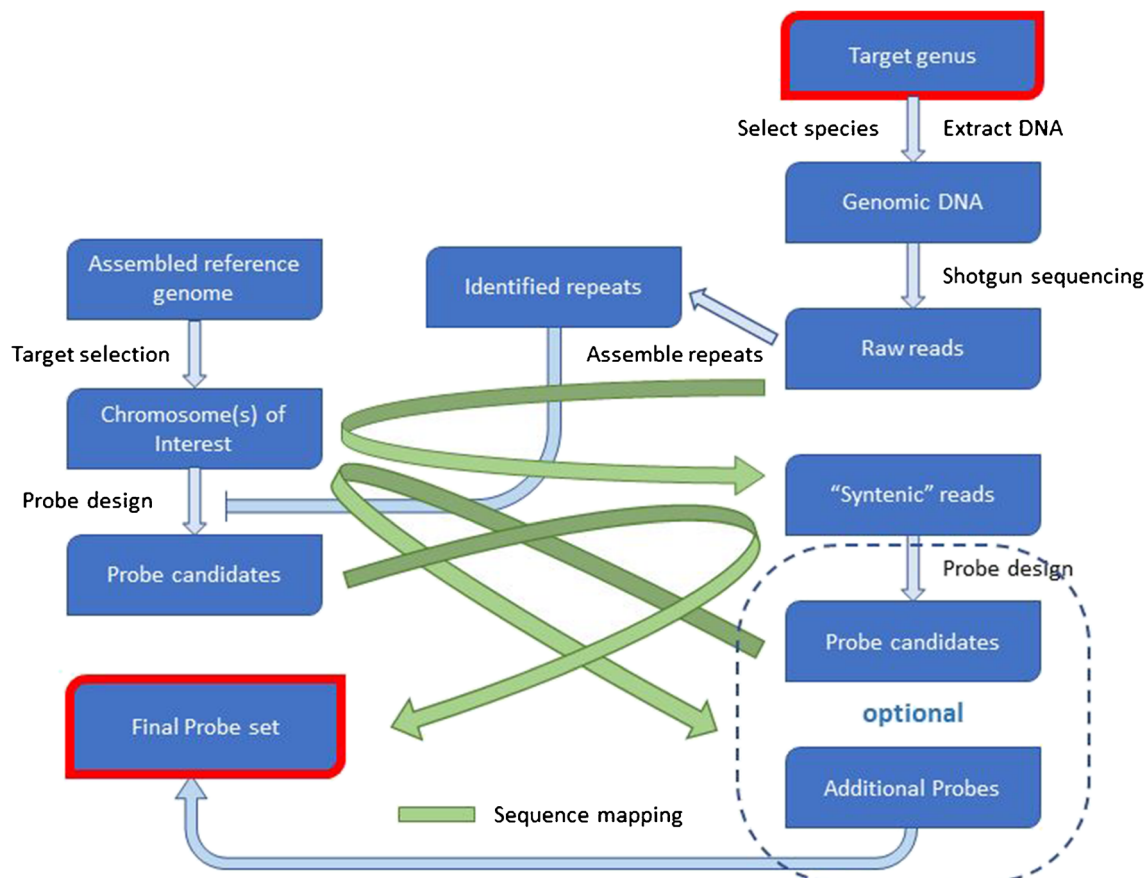 Target genus
Select species
Extract DNA
Genomic DNA
Shotgun sequencing
Raw reads
Assemble repeats
Identified repeats
Assembled reference
genome
Target selection
Chromosome(s) of
Interest
Probe design
Probe candidates
"Syntenic" reads
Probe design
Probe candidates
optional
Additional Probes
Final Probe set
Sequence mapping